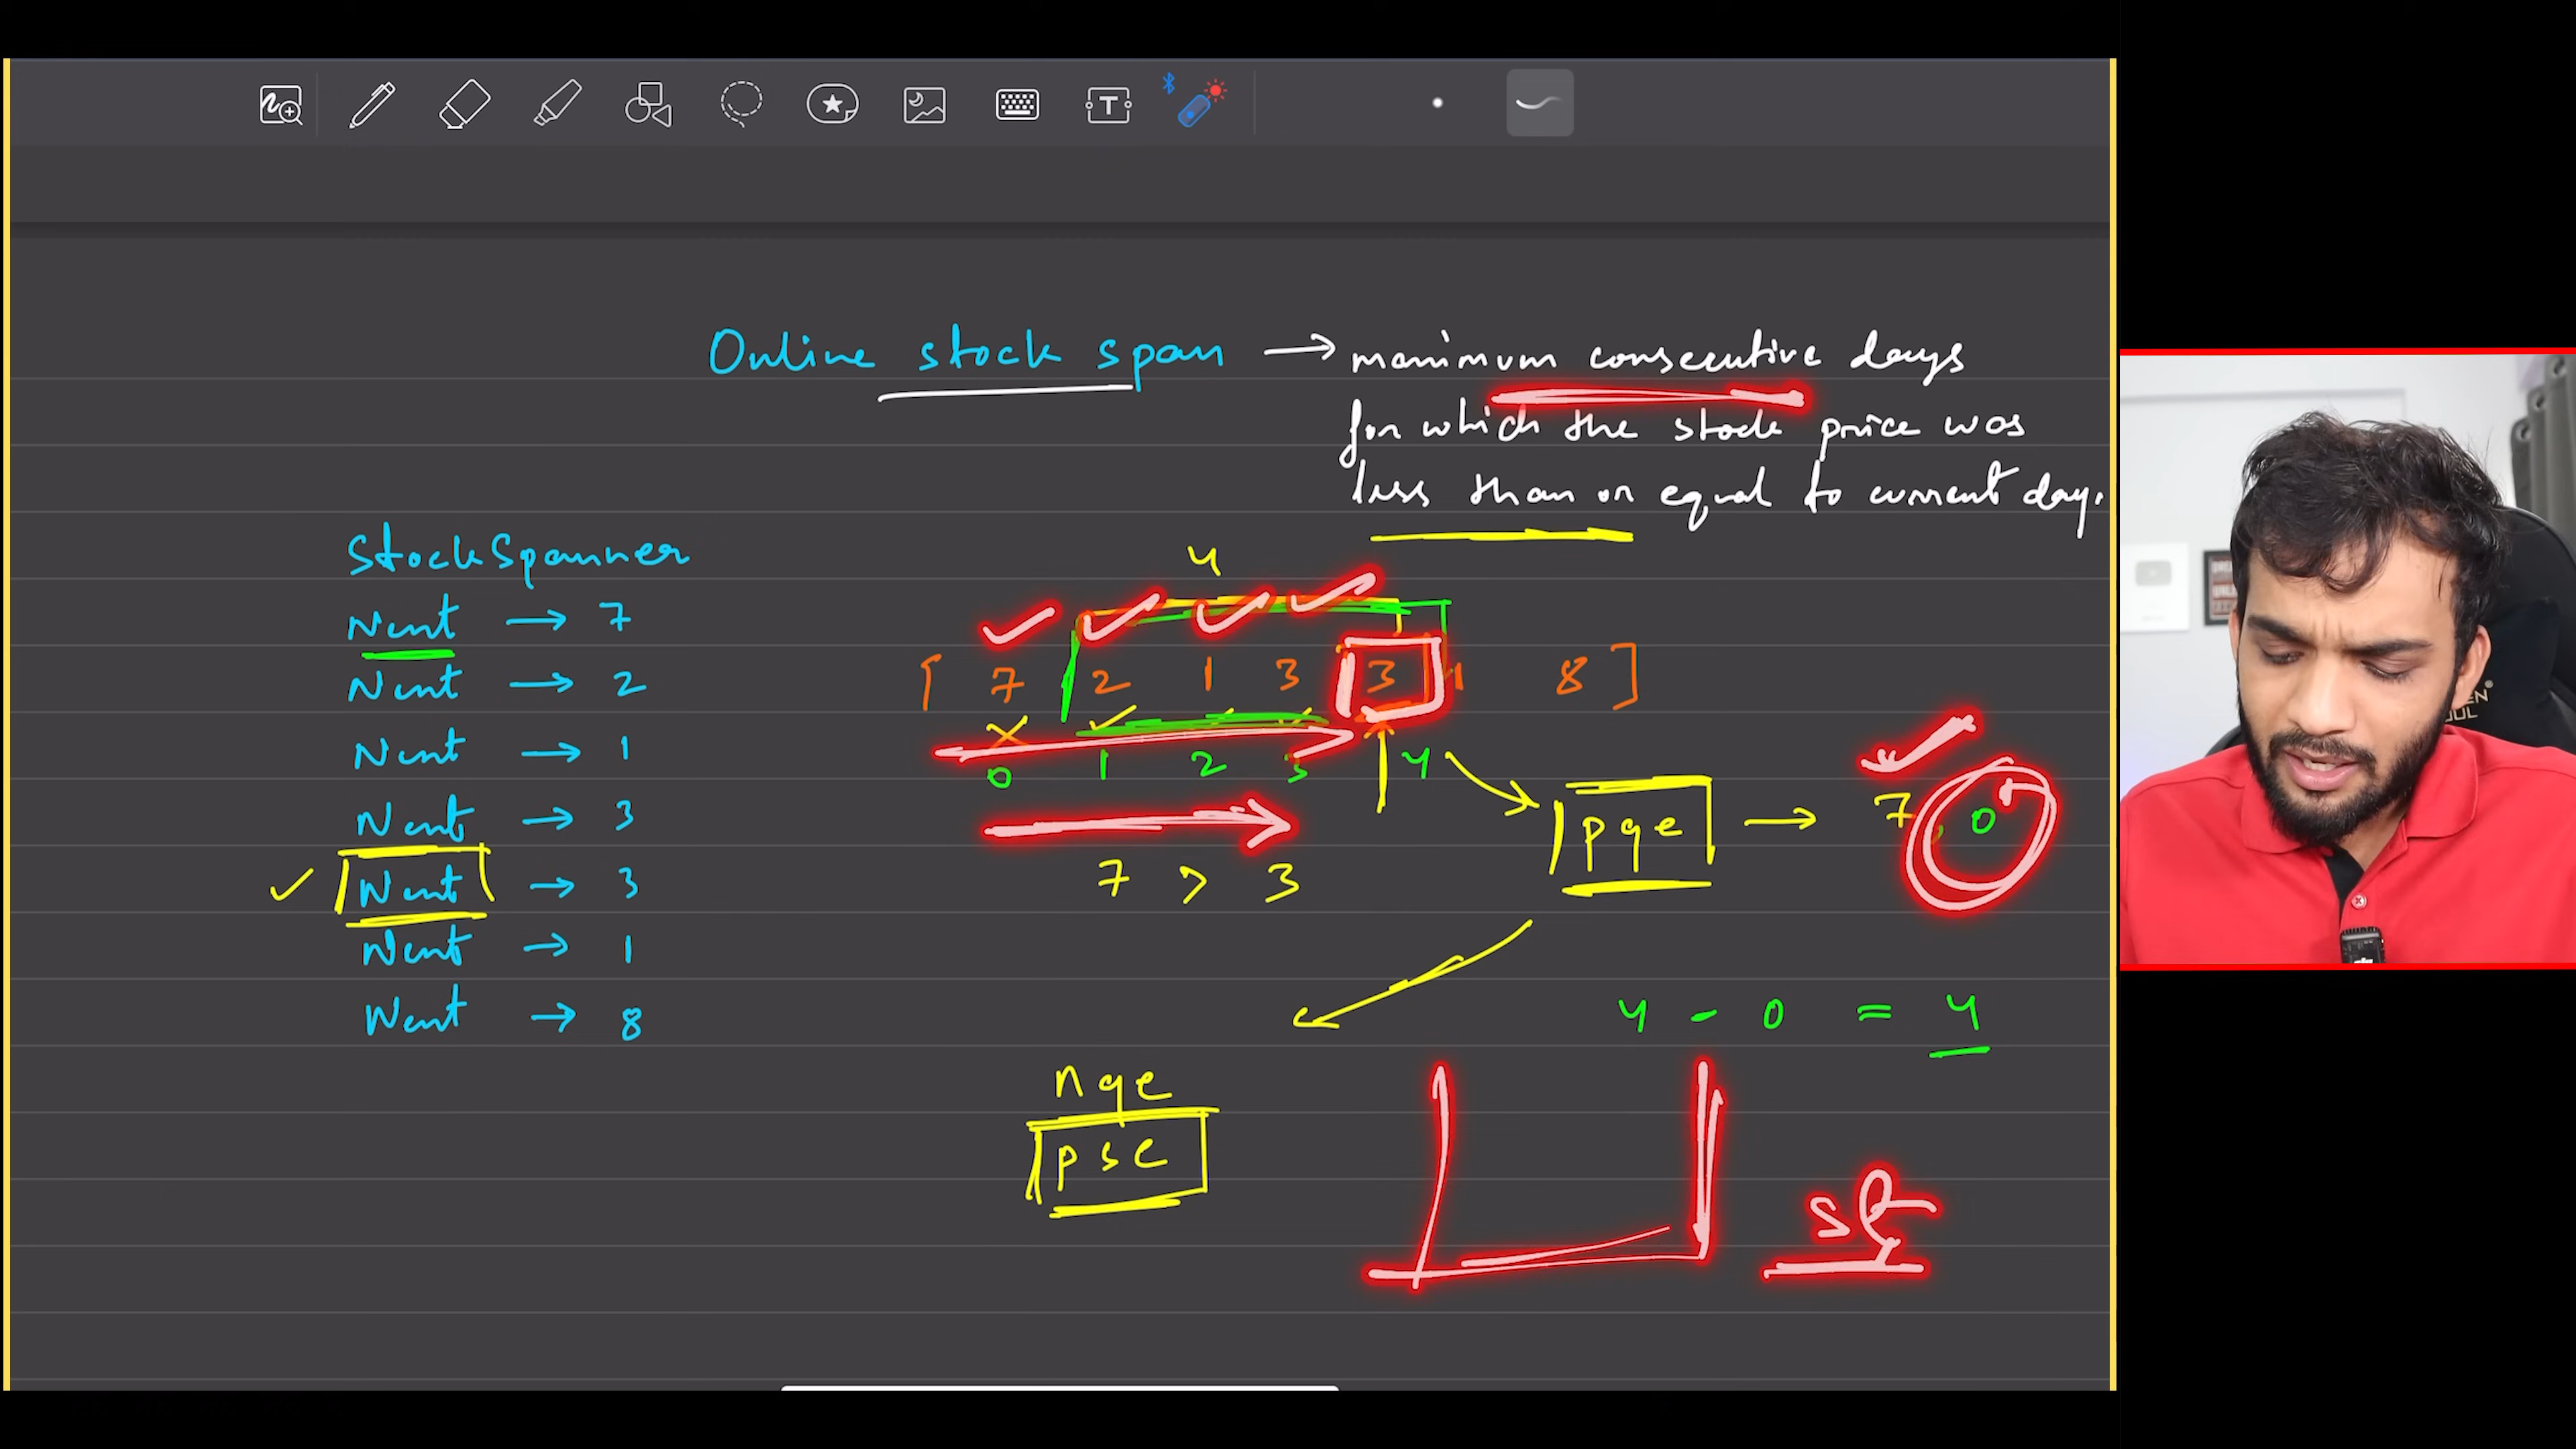 Online stock span → maximum consecutive days
for which the stock price was
less than or equal to current day.
StockSpanner
Next → 7
Next → 2
Next → 1
Next → 3
Next → 3
Next → 1
Next → 8
4
[ 7 2 1 3 3 1 8 ]
0 1 2 3 4
7 > 3
pge → 7, 0
4 - 0 = 4
nge
pse
T